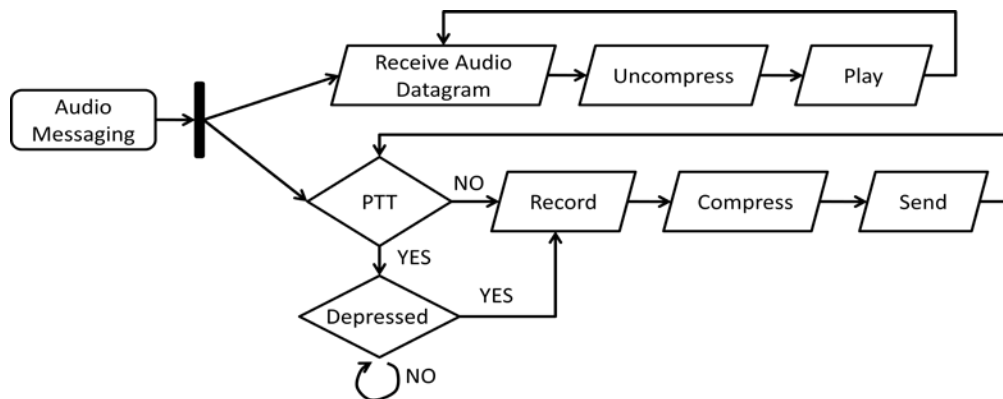 Audio
Messaging
Receive Audio
Datagram
Uncompress
Play
PTT
NO
Record
Compress
Send
YES
Depressed
YES
NO